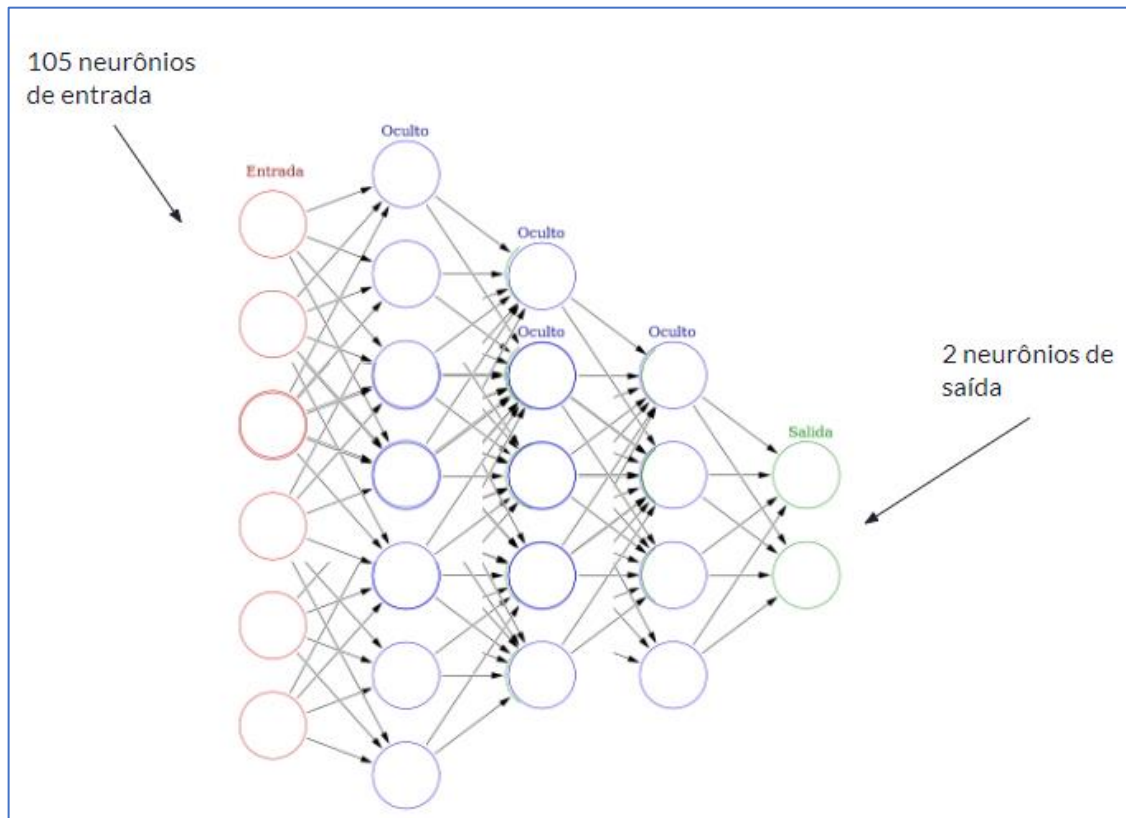 105 neurônios
de entrada
Oculto
Entrada
Oculto
Oculto
Oculto
2 neurônios de
saída
Salida